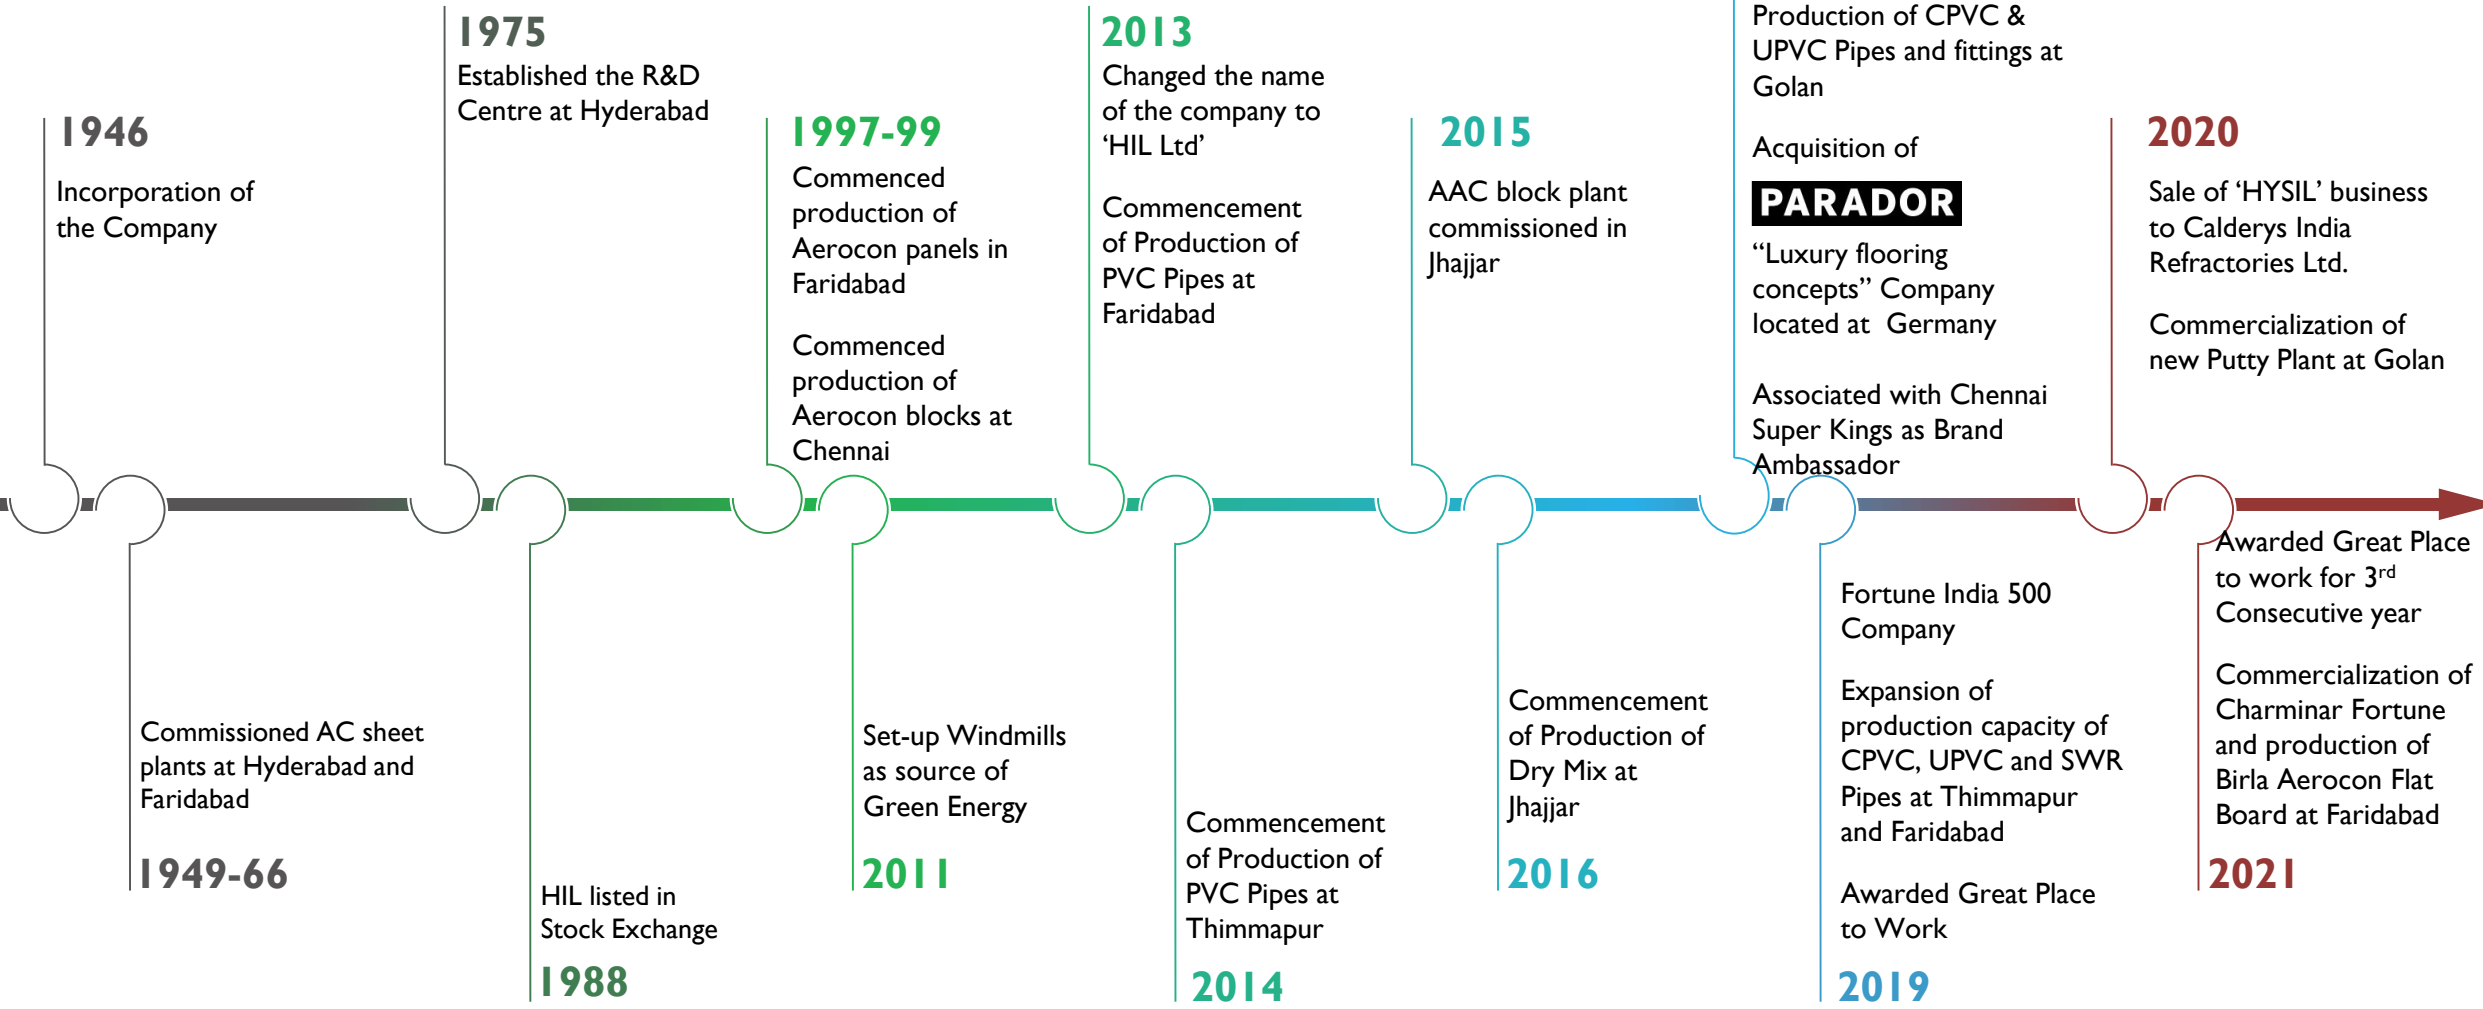 1946
Incorporation of
the Company
Commissioned AC sheet
plants at Hyderabad and
Faridabad
1949-66
1975
Established the R&D
Centre at Hyderabad
HIL listed in
Stock Exchange
1988
1997-99
Commenced
production of
Aerocon panels in
Faridabad
Commenced
production of
Aerocon blocks at
Chennai
Set-up Windmills
as source of
Green Energy
2011
2013
Changed the name
of the company to
‘HIL Ltd’
Commencement
of Production of
PVC Pipes at
Faridabad
Commencement
of Production of
PVC Pipes at
Thimmapur
2014
2015
AAC block plant
commissioned in
Jhajjar
Commencement
of Production of
Dry Mix at
Jhajjar
2016
Production of CPVC &
UPVC Pipes and fittings at
Golan
Acquisition of
PARADOR
“Luxury flooring
concepts” Company
located at Germany
Associated with Chennai
Super Kings as Brand
Ambassador
Fortune India 500
Company
Expansion of
production capacity of
CPVC, UPVC and SWR
Pipes at Thimmapur
and Faridabad
Awarded Great Place
to Work
2019
2020
Sale of ‘HYSIL’ business
to Calderys India
Refractories Ltd.
Commercialization of
new Putty Plant at Golan
Awarded Great Place
to work for 3rd
Consecutive year
Commercialization of
Charminar Fortune
and production of
Birla Aerocon Flat
Board at Faridabad
2021